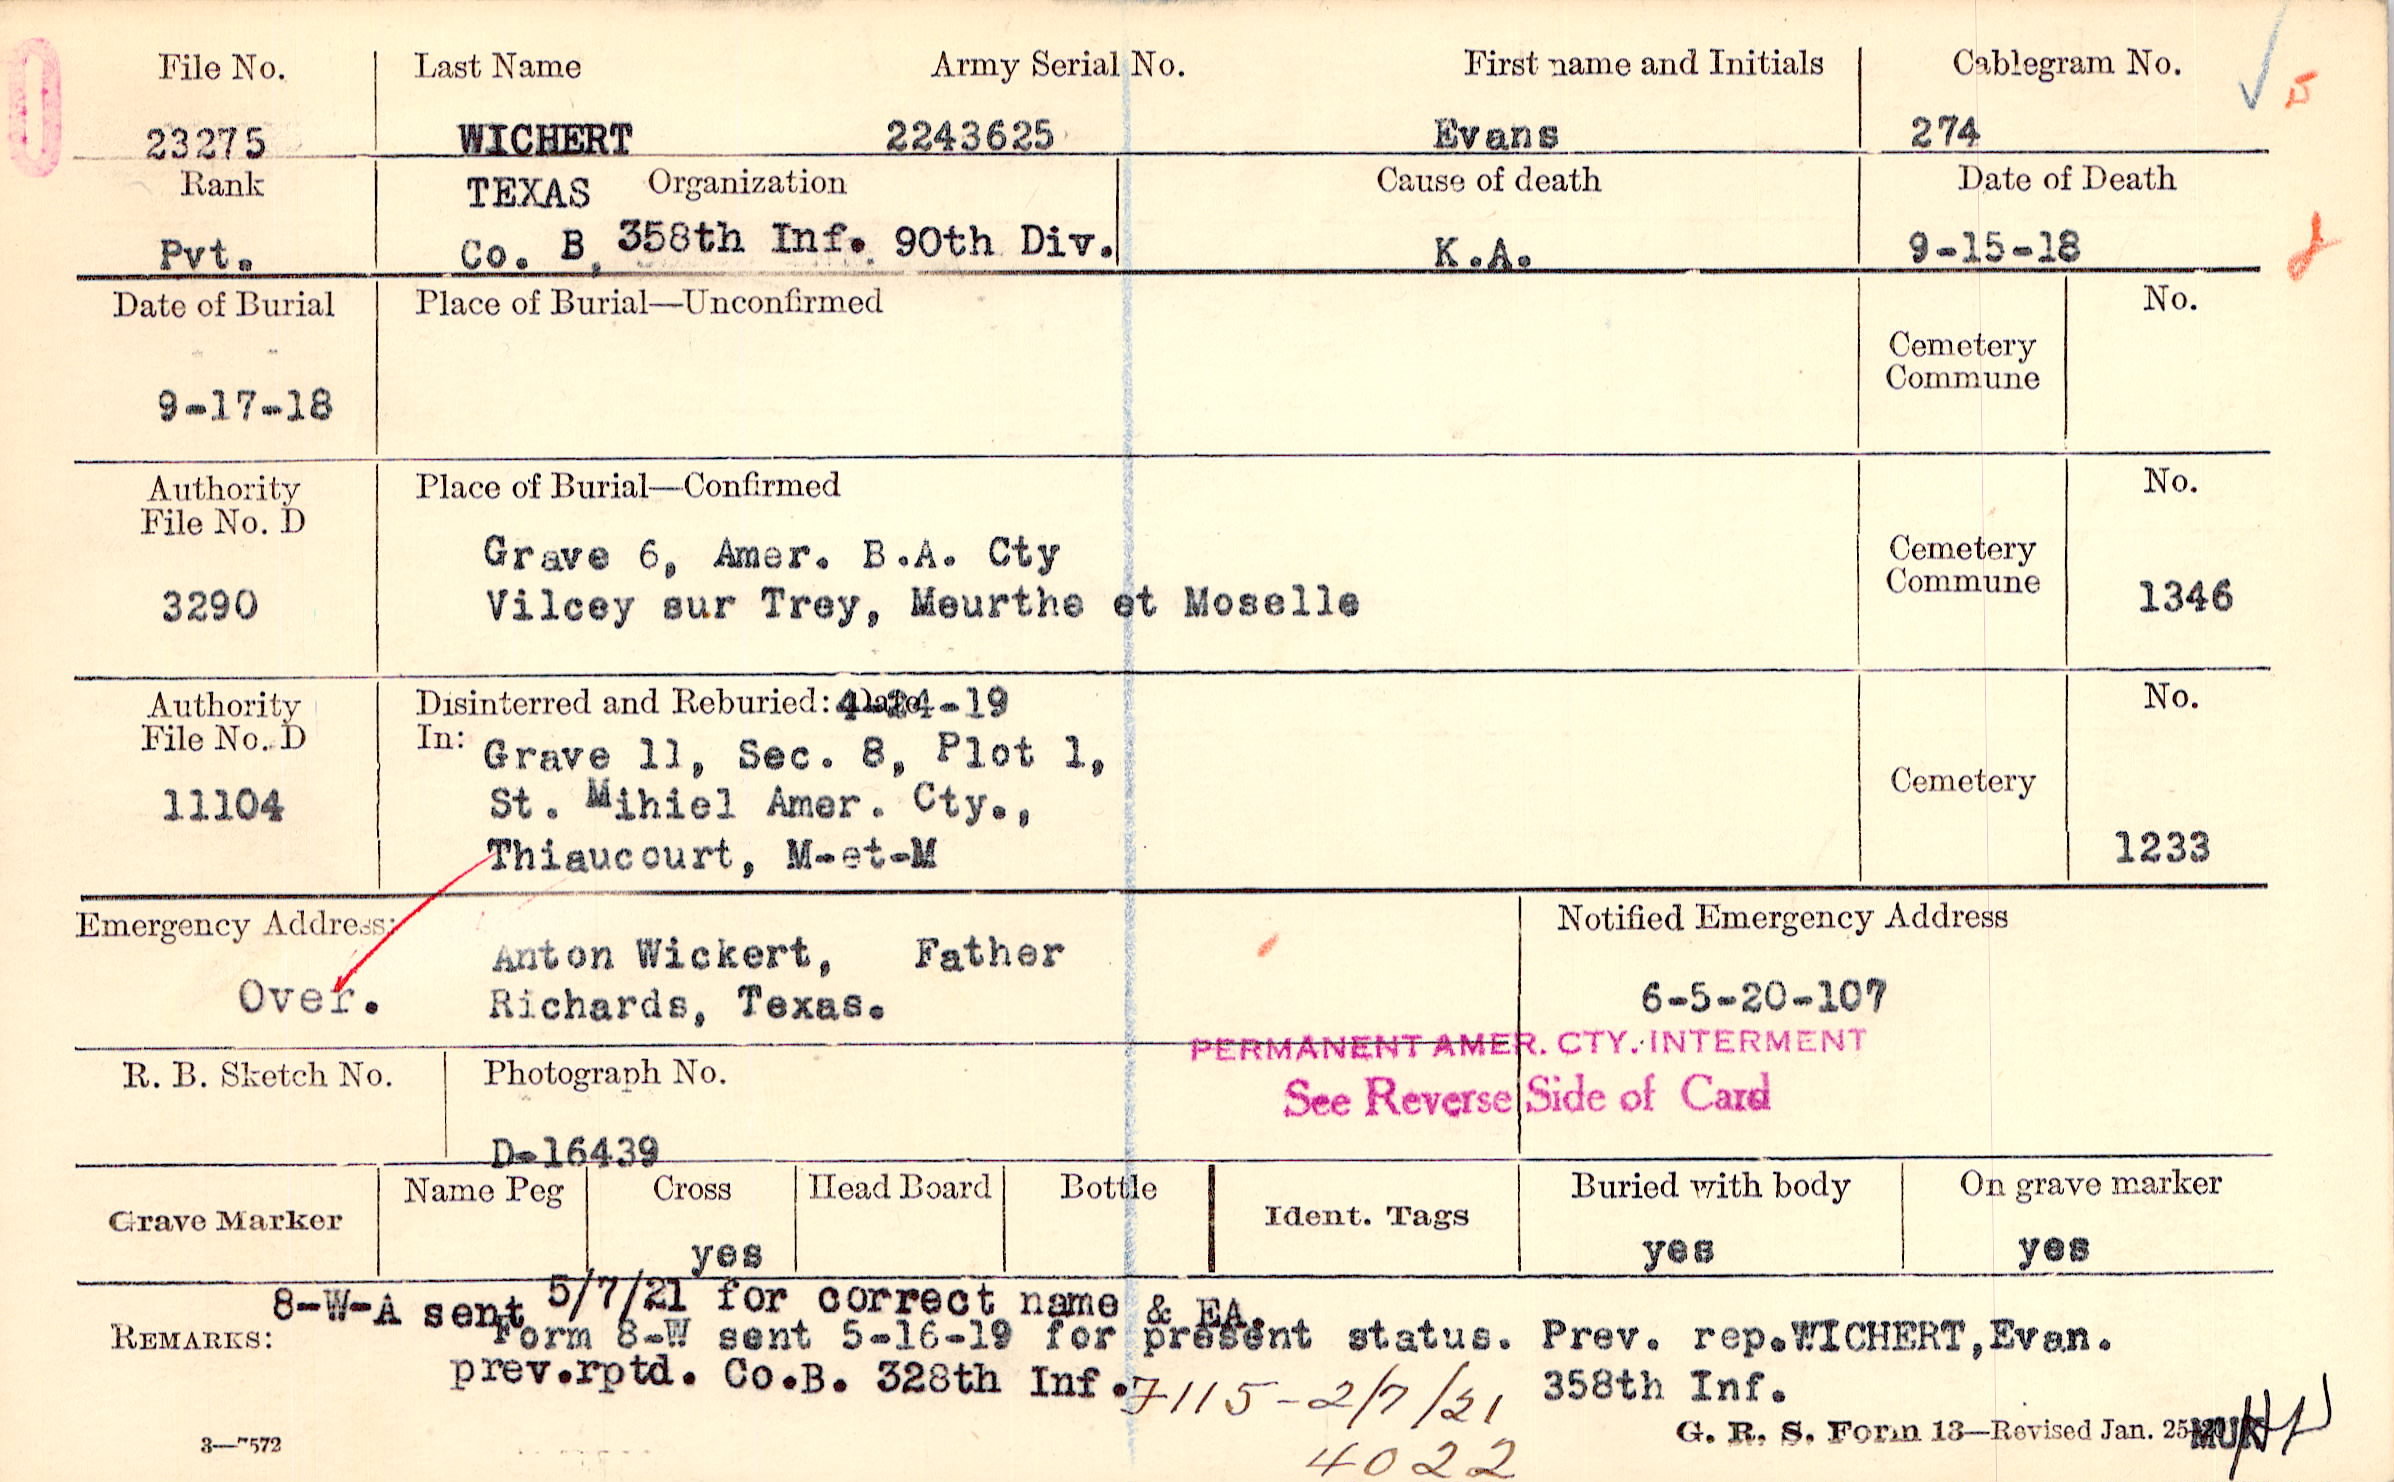 File No. Last Name Army Serial No. First name and Initials Cablegram No.
5
23275 WICHERT 2243625 Evans 274
Rank TEXAS Organization Cause of death Date of Death
Pvt. Co. B, 358th Inf. 90th Div. K.A. 9-15-18
Date of Burial Place of Burial—Unconfirmed No.
Cemetery
Commune
9-17-18
Authority Place of Burial—Confirmed No.
File No. D
Grave 6, Amer. B.A. Cty Cemetery
3290 Vilcey sur Trey, Meurthe et Moselle Commune 1346
Authority Disinterred and Reburied: Date 4-24-19 No.
File No. D In: Grave 11, Sec. 8, Plot 1,
11104 St. Mihiel Amer. Cty., Cemetery
Thiaucourt, M-et-M 1233
Emergency Address: Notified Emergency Address
Anton Wickert, Father
Over. Richards, Texas. 6-5-20-107
PERMANENT AMER. CTY. INTERMENT
R. B. Sketch No. Photograph No. See Reverse Side of Card
D-16439
Grave Marker Name Peg Cross Head Board Bottle Ident. Tags Buried with body On grave marker
yes yes yes
8-W-A sent 5/7/21 for correct name & EA.
REMARKS: Form 8-W sent 5-16-19 for present status. Prev. rep.WICHERT,Evan.
prev.rptd. Co.B. 328th Inf. 7115-2/7/21 358th Inf.
3—7572 4022 G. R. S. Form 13—Revised Jan. 25